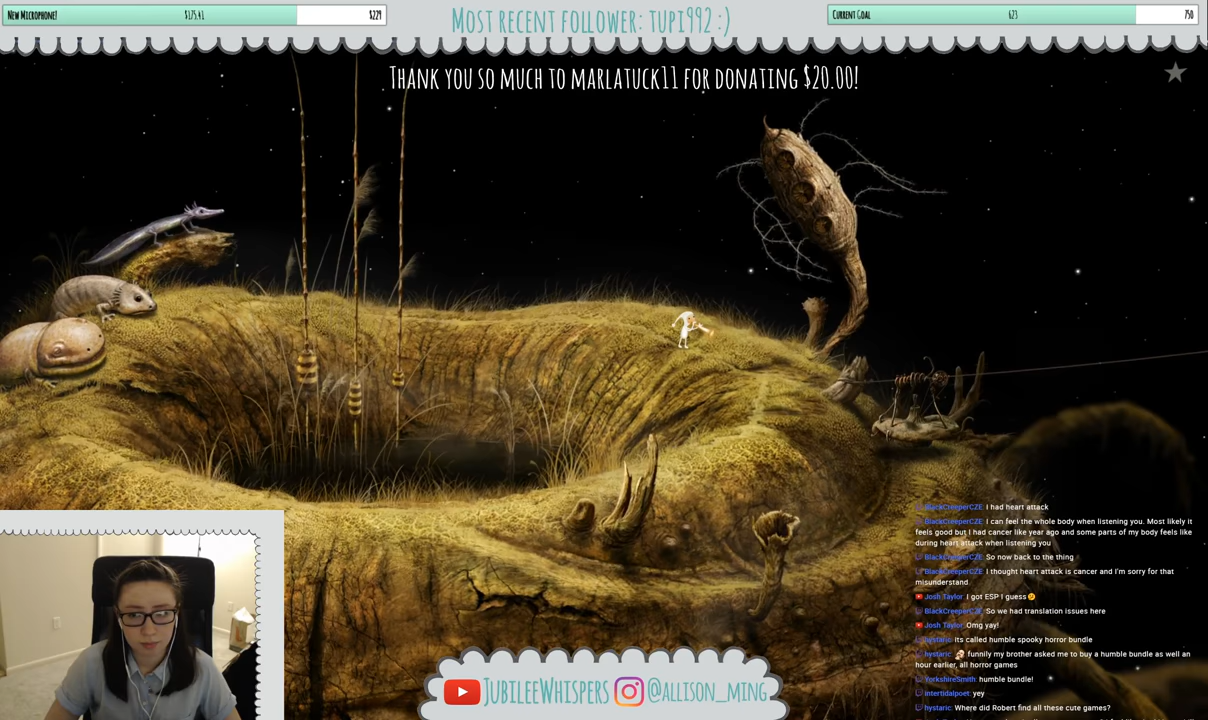 NEW MICROPHONE! $175.41 $229
MOST RECENT FOLLOWER: TUPI992 :)
CURRENT GOAL 623 750
THANK YOU SO MUCH TO MARLATUCK11 FOR DONATING $20.00!
BlackCreeperCZE: I had heart attack
BlackCreeperCZE: I can feel the whole body when listening you. Most likely it
feels good but I had cancer like year ago and some parts of my body feels like
during heart attack when listening you
BlackCreeperCZE: So now back to the thing
BlackCreeperCZE: I thought heart attack is cancer and I'm sorry for that
misunderstand
Josh Taylor: I got ESP I guess😕
BlackCreeperCZE: So we had translation issues here
Josh Taylor: Omg yay!
hystaric: its called humble spooky horror bundle
hystaric: funnily my brother asked me to buy a humble bundle as well an
hour earlier, all horror games
YorkshireSmith: humble bundle!
Intertidalpoet: yey
hystaric: Where did Robert find all these cute games?
JUBILEEWHISPERS @ALLISON_MING